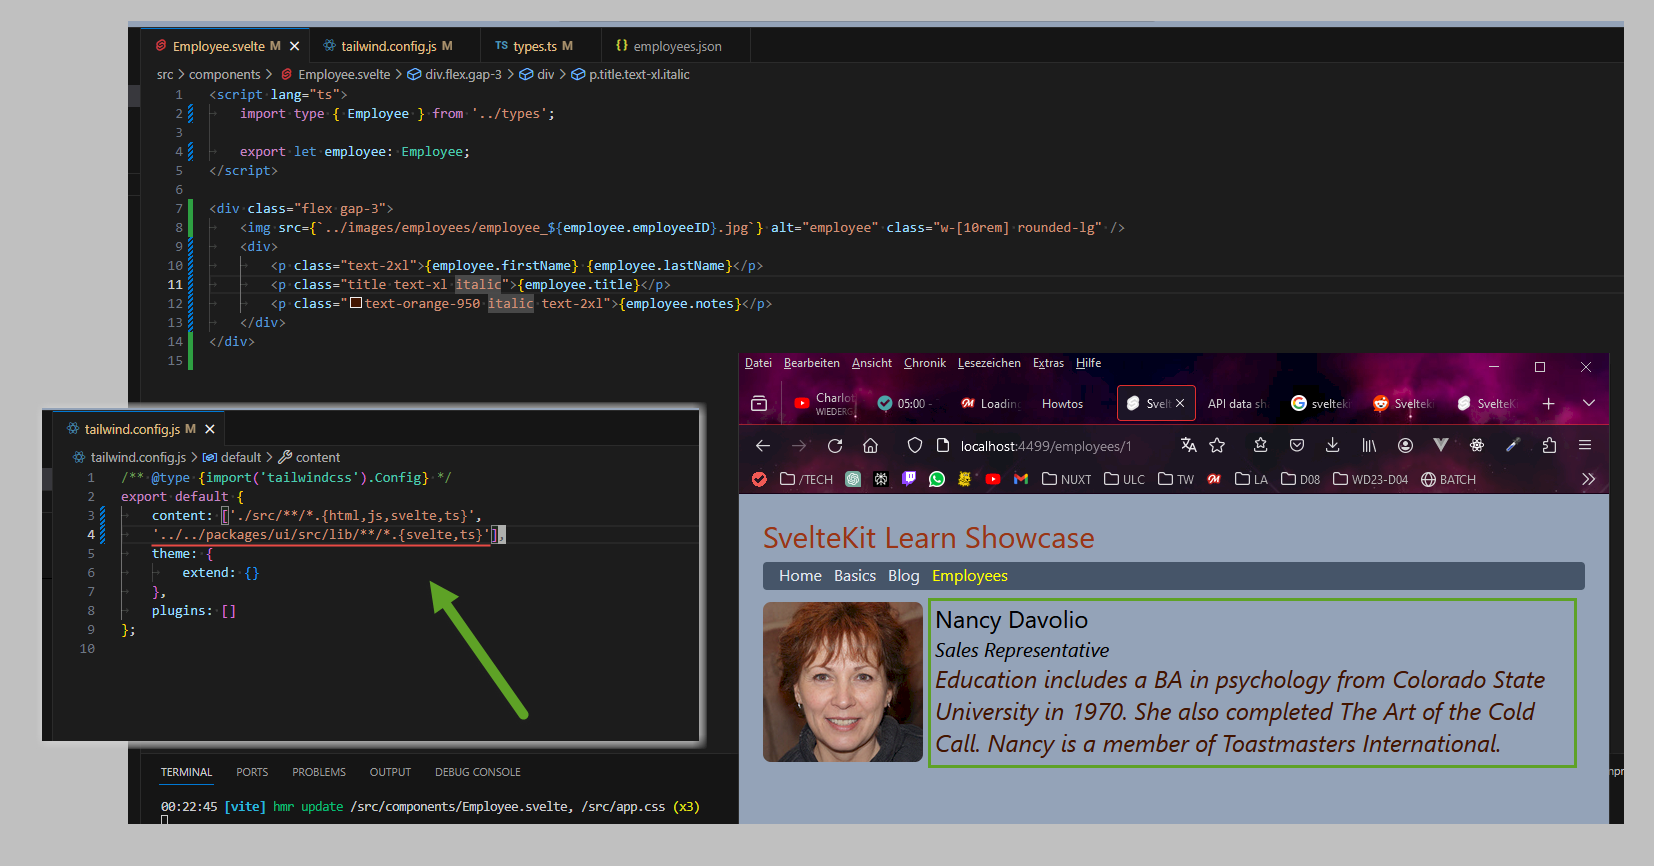 Employee.svelte M
tailwind.config.js M
TS types.ts M
{} employees.json
src > components > Employee.svelte > div.flex.gap-3 > div > p.title.text-xl.italic
1 <script lang="ts">
2 import type { Employee } from '../types';
3
4 export let employee: Employee;
5 </script>
6
7 <div class="flex gap-3">
8 <img src={`../images/employees/employee_${employee.employeeID}.jpg`} alt="employee" class="w-[10rem] rounded-lg" />
9 <div>
10 <p class="text-2xl">{employee.firstName} {employee.lastName}</p>
11 <p class="title text-xl italic">{employee.title}</p>
12 <p class="text-orange-950 italic text-2xl">{employee.notes}</p>
13 </div>
14 </div>
15
tailwind.config.js M
tailwind.config.js > default > content
1 /** @type {import('tailwindcss').Config} */
2 export default {
3 content: ['./src/**/*.{html,js,svelte,ts}',
4 '../../packages/ui/src/lib/**/*.{svelte,ts}'],
5 theme: {
6 extend: {}
7 },
8 plugins: []
9 };
10
Datei Bearbeiten Ansicht Chronik Lesezeichen Extras Hilfe
Charlot
WIEDERG
05:00 -
Loading
Howtos
Svelt
API data sh
svelteki
Svelteki
SvelteK
localhost:4499/employees/1
/TECH
NUXT
ULC
TW
LA
D08
WD23-D04
BATCH
SvelteKit Learn Showcase
Home Basics Blog Employees
Nancy Davolio
Sales Representative
Education includes a BA in psychology from Colorado State
University in 1970. She also completed The Art of the Cold
Call. Nancy is a member of Toastmasters International.
TERMINAL PORTS PROBLEMS OUTPUT DEBUG CONSOLE
00:22:45 [vite] hmr update /src/components/Employee.svelte, /src/app.css (x3)